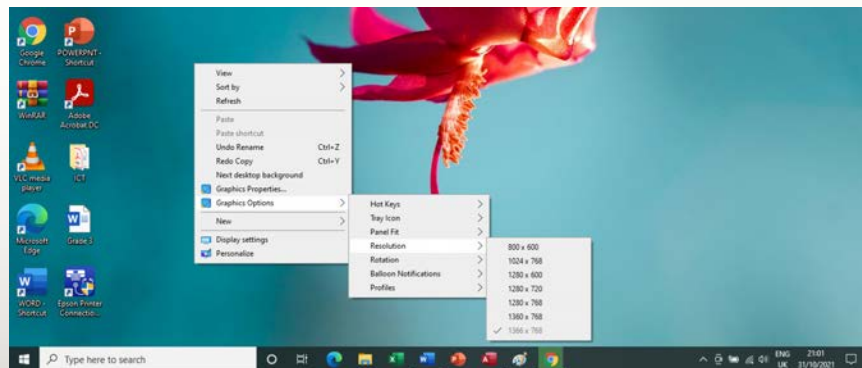 Google
Chrome
POWERPNT -
Shortcut
WinRAR
Adobe
Acrobat DC
VLC media
player
ICT
Microsoft
Edge
Grade 3
WORD -
Shortcut
Epson Printer
Connectio...
View
Sort by
Refresh
Paste
Paste shortcut
Undo Rename Ctrl+Z
Redo Copy Ctrl+Y
Next desktop background
Graphics Properties...
Graphics Options
New
Display settings
Personalize
Hot Keys
Tray Icon
Panel Fit
Resolution
Rotation
Balloon Notifications
Profiles
800 x 600
1024 x 768
1280 x 600
1280 x 720
1280 x 768
1360 x 768
1366 x 768
Type here to search
ENG
UK
21:01
31/10/2021